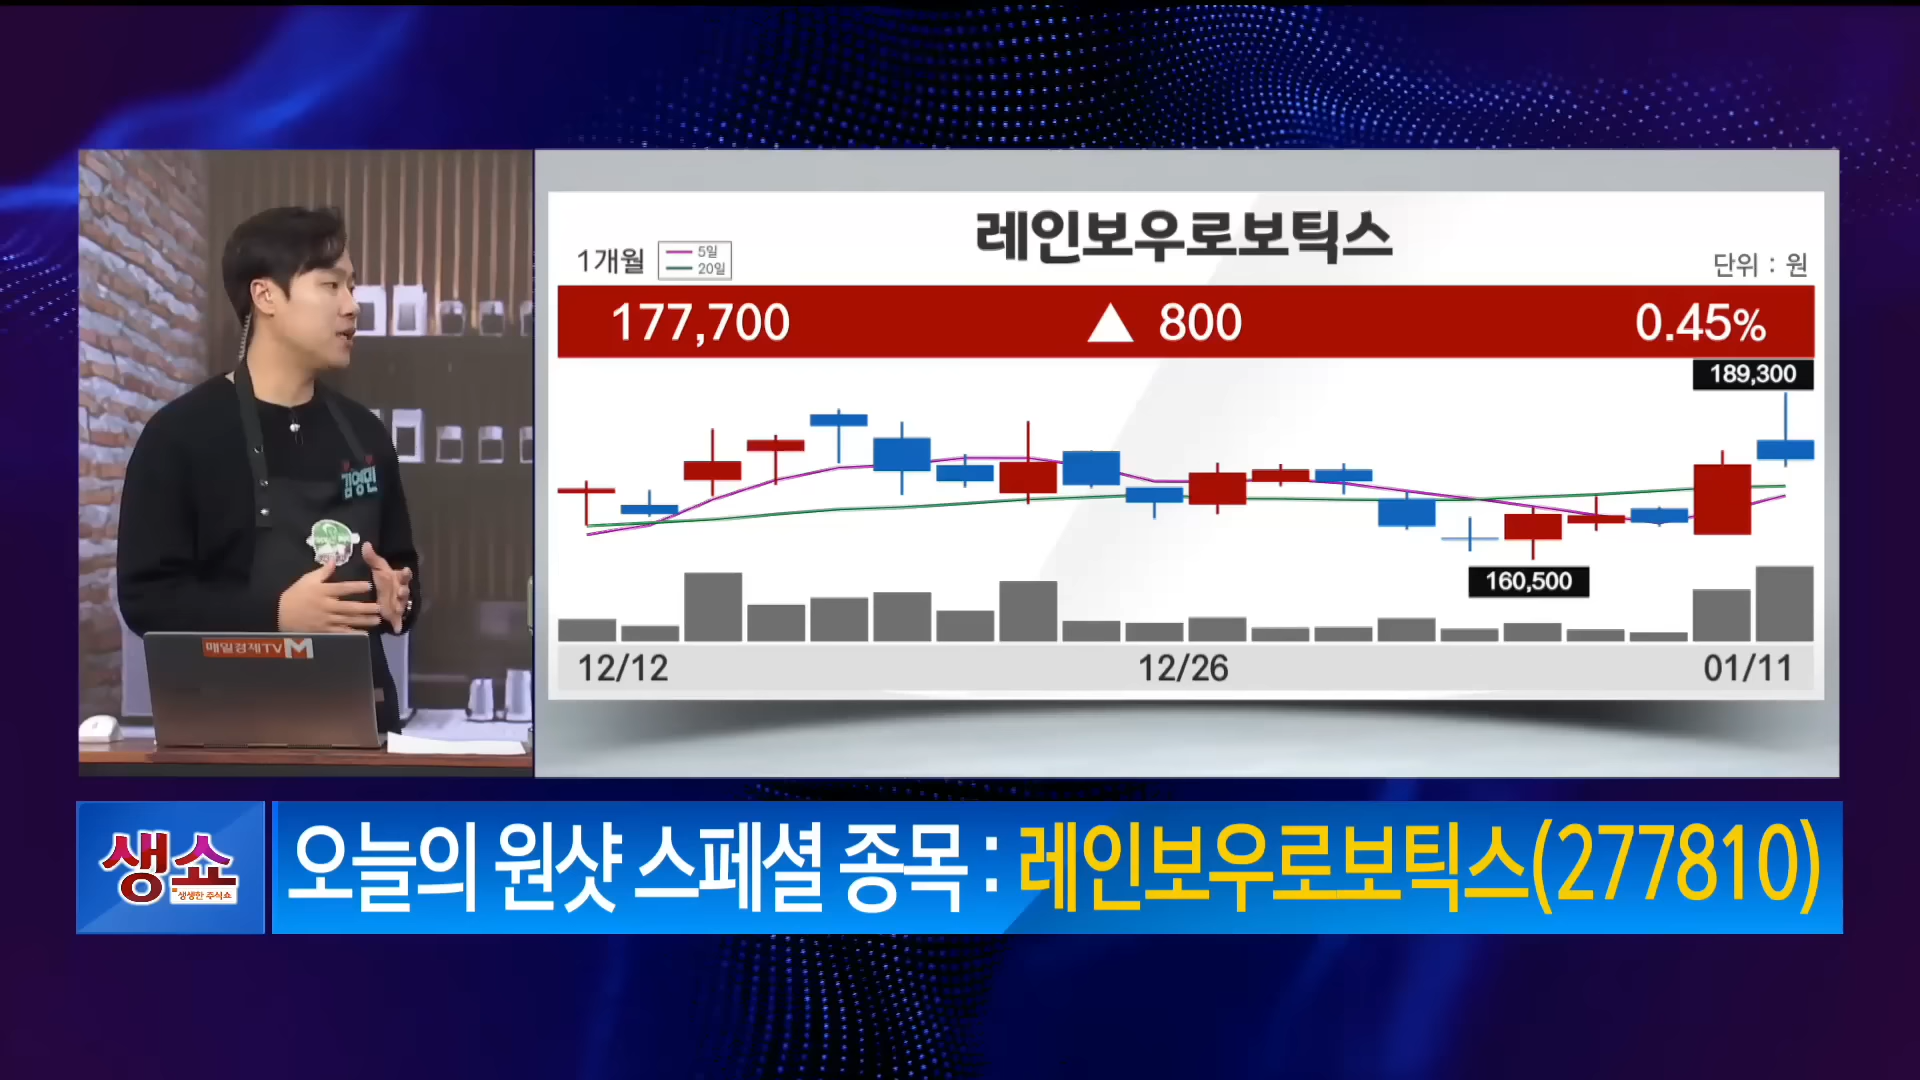 레인보우로보틱스
1개월
5일
20일
단위 : 원
177,700 ▲ 800 0.45%
189,300
160,500
12/12 12/26 01/11
김영민
매일경제TV M
생쇼
생생한 주식쇼
오늘의 원샷 스페셜 종목 : 레인보우로보틱스(277810)